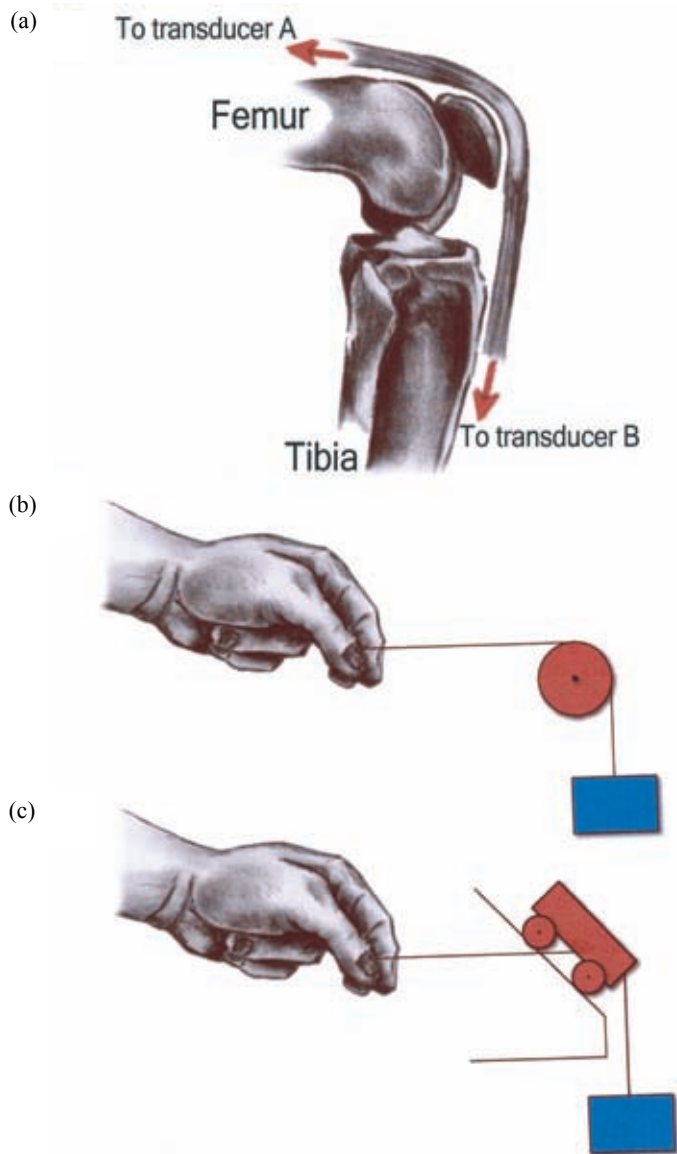 (a)
To transducer A
Femur
Tibia
To transducer B
(b)
(c)